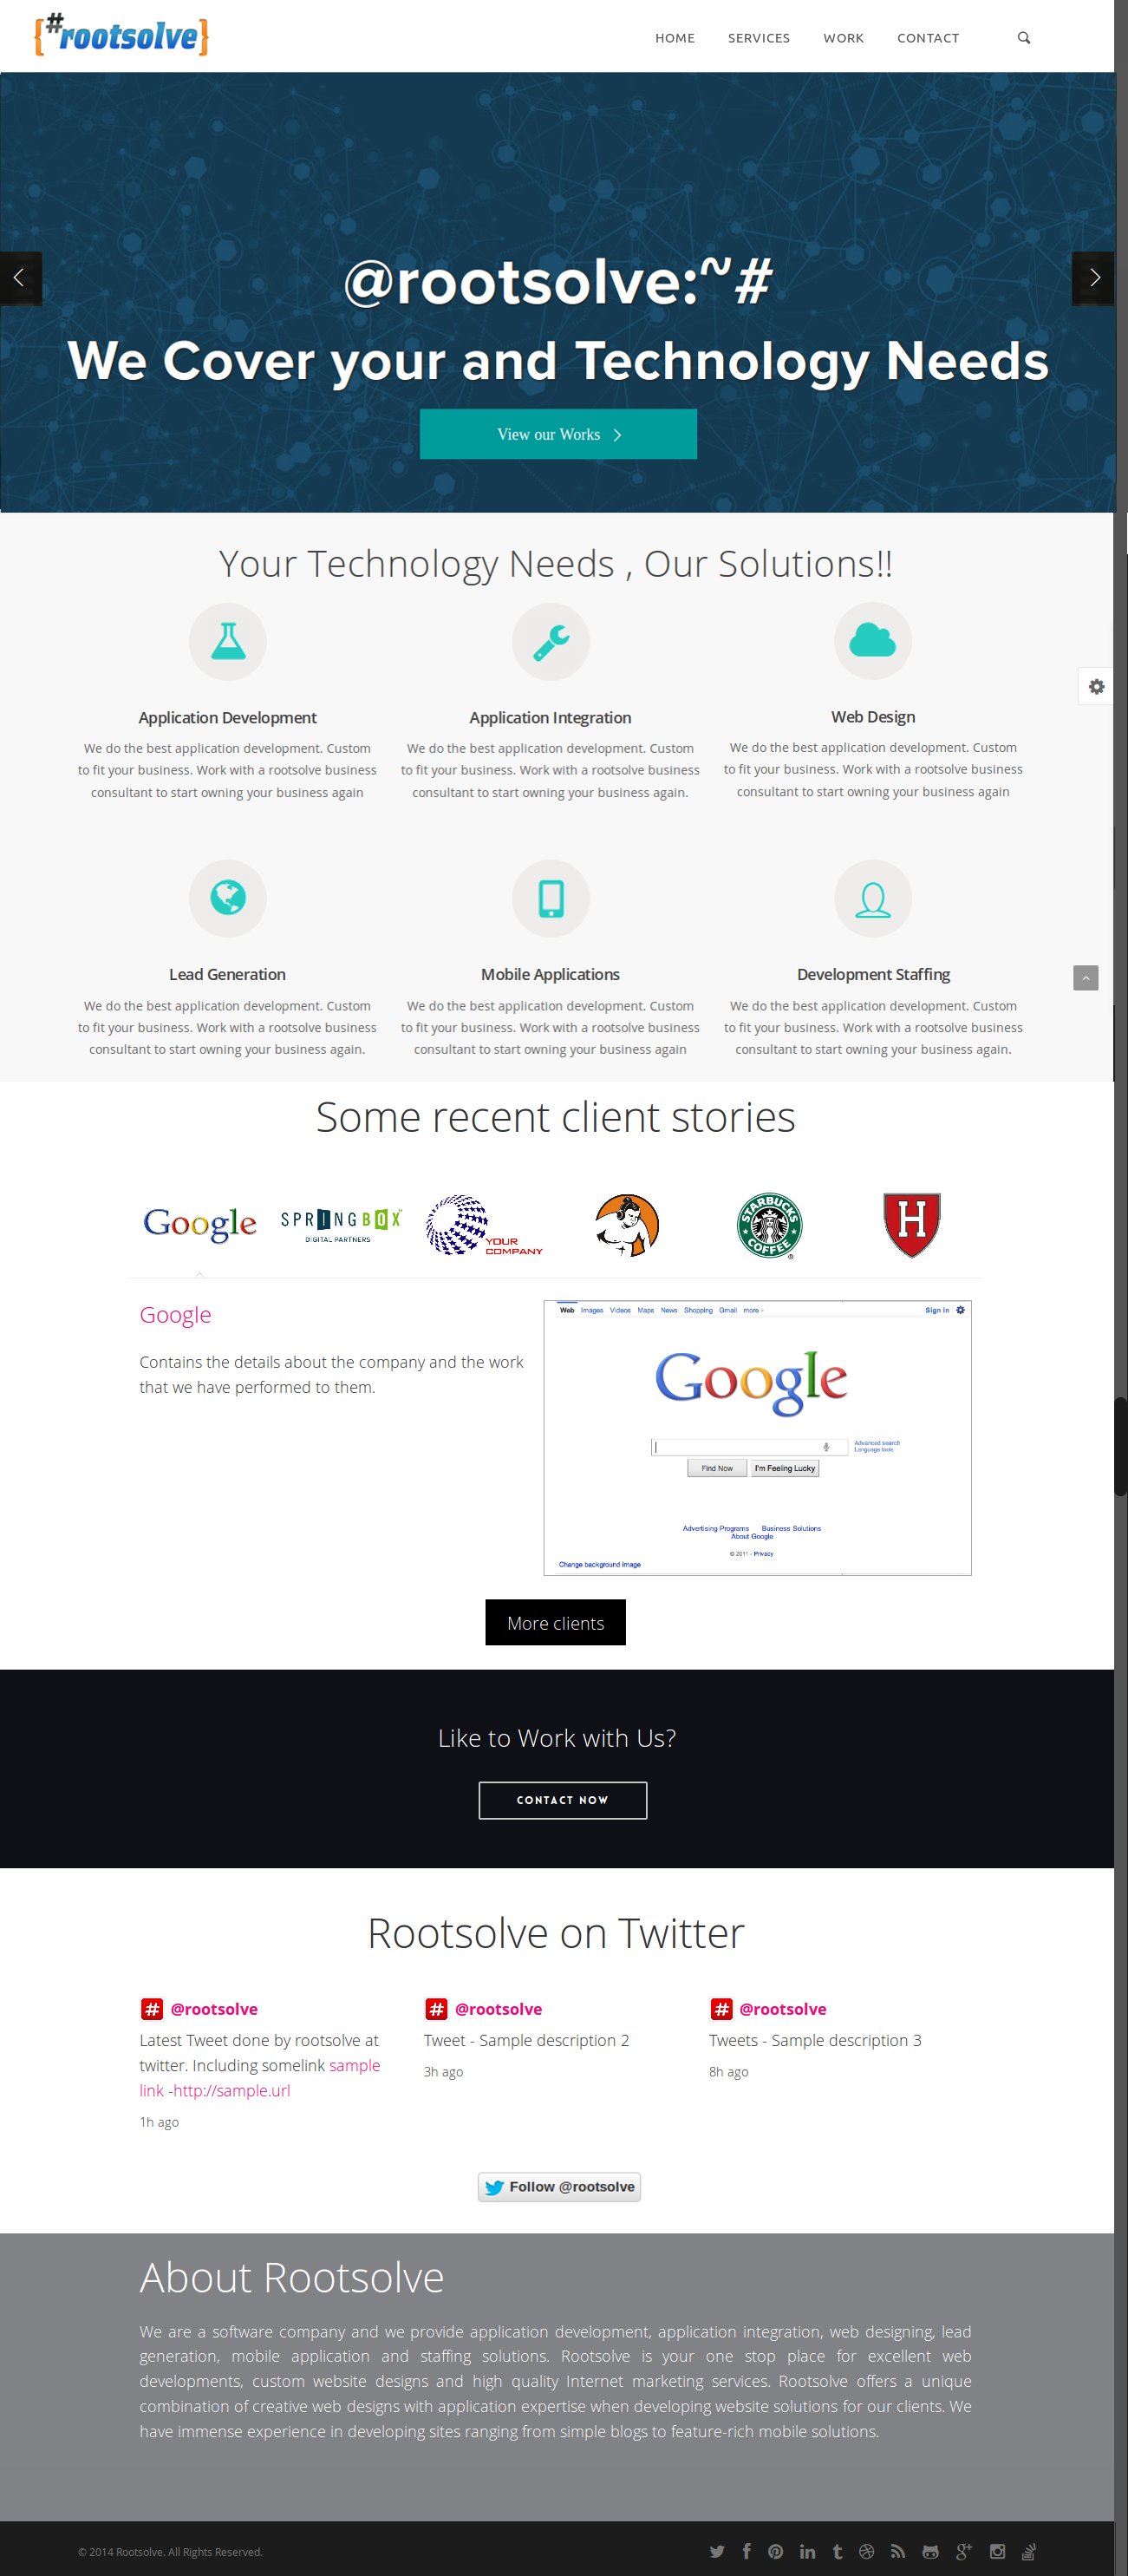 {#rootsolve}
HOME SERVICES WORK CONTACT
@rootsolve:~#
We Cover your and Technology Needs
View our Works
Your Technology Needs , Our Solutions!!
Application Development
We do the best application development. Custom
to fit your business. Work with a rootsolve business
consultant to start owning your business again
Application Integration
We do the best application development. Custom
to fit your business. Work with a rootsolve business
consultant to start owning your business again.
Web Design
We do the best application development. Custom
to fit your business. Work with a rootsolve business
consultant to start owning your business again
Lead Generation
We do the best application development. Custom
to fit your business. Work with a rootsolve business
consultant to start owning your business again.
Mobile Applications
We do the best application development. Custom
to fit your business. Work with a rootsolve business
consultant to start owning your business again
Development Staffing
We do the best application development. Custom
to fit your business. Work with a rootsolve business
consultant to start owning your business again.
Some recent client stories
Google
SPRINGBOX
DIGITAL PARTNERS
YOUR
COMPANY
STARBUCKS
COFFEE
H
Google
Contains the details about the company and the work
that we have performed to them.
Web Images Videos Maps News Shopping Gmail more - Sign in
Google
Advanced search
Language tools
Find Now I'm Feeling Lucky
Advertising Programs Business Solutions
About Google
© 2011 - Privacy
Change background image
More clients
Like to Work with Us?
CONTACT NOW
Rootsolve on Twitter
# @rootsolve
Latest Tweet done by rootsolve at
twitter. Including somelink sample
link -http://sample.url
1h ago
# @rootsolve
Tweet - Sample description 2
3h ago
# @rootsolve
Tweets - Sample description 3
8h ago
Follow @rootsolve
About Rootsolve
We are a software company and we provide application development, application integration, web designing, lead
generation, mobile application and staffing solutions. Rootsolve is your one stop place for excellent web
developments, custom website designs and high quality Internet marketing services. Rootsolve offers a unique
combination of creative web designs with application expertise when developing website solutions for our clients. We
have immense experience in developing sites ranging from simple blogs to feature-rich mobile solutions.
© 2014 Rootsolve. All Rights Reserved.